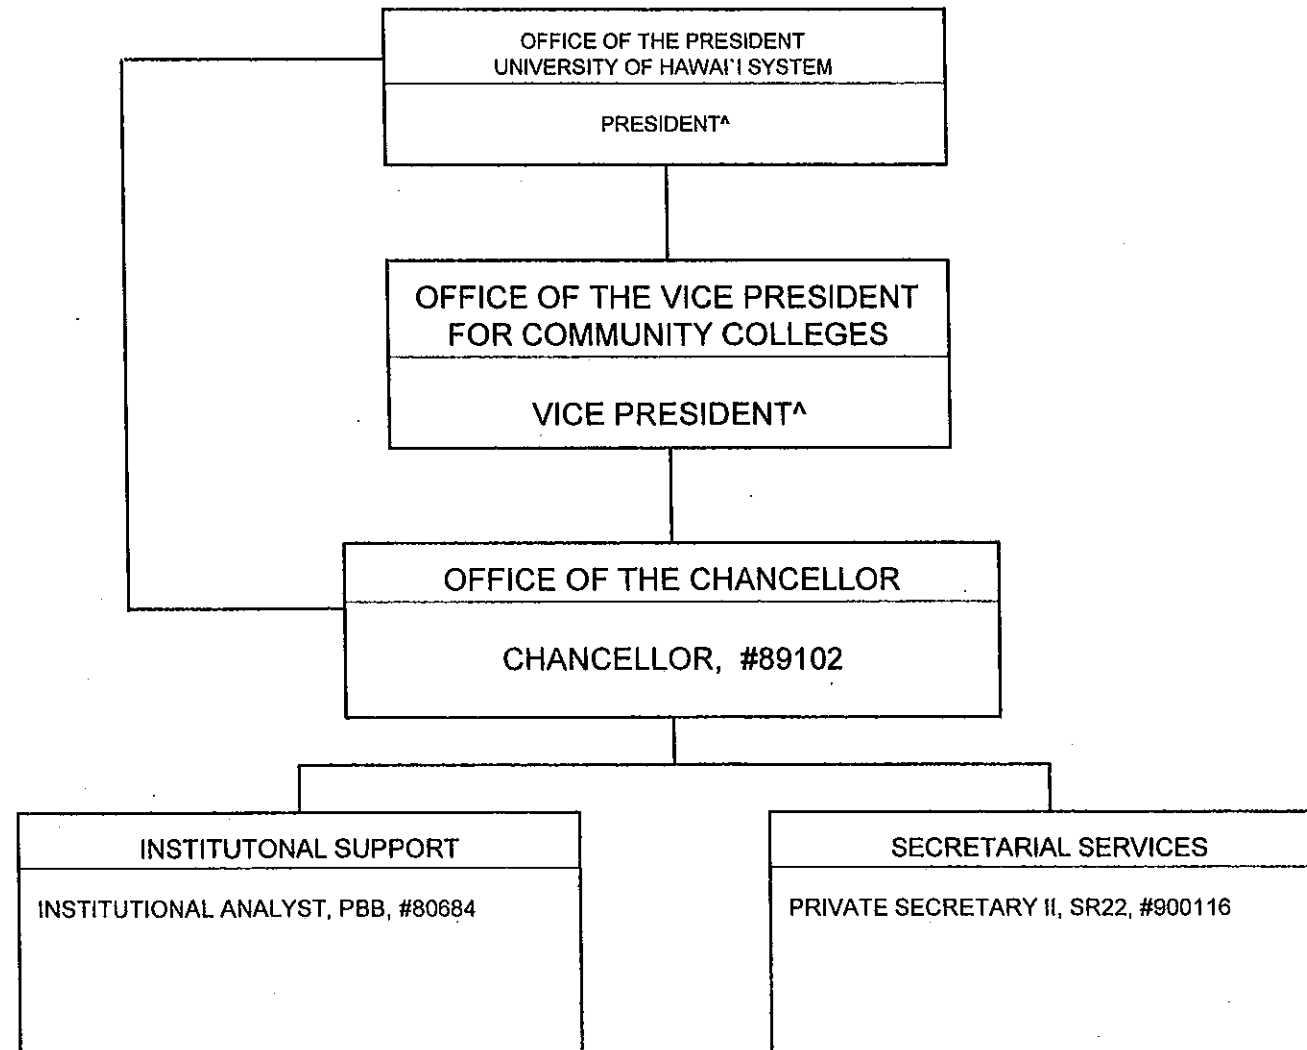 OFFICE OF THE PRESIDENT
UNIVERSITY OF HAWAI'I SYSTEM
PRESIDENT^
OFFICE OF THE VICE PRESIDENT
FOR COMMUNITY COLLEGES
VICE PRESIDENT^
OFFICE OF THE CHANCELLOR
CHANCELLOR, #89102
INSTITUTONAL SUPPORT
INSTITUTIONAL ANALYST, PBB, #80684
SECRETARIAL SERVICES
PRIVATE SECRETARY II, SR22, #900116